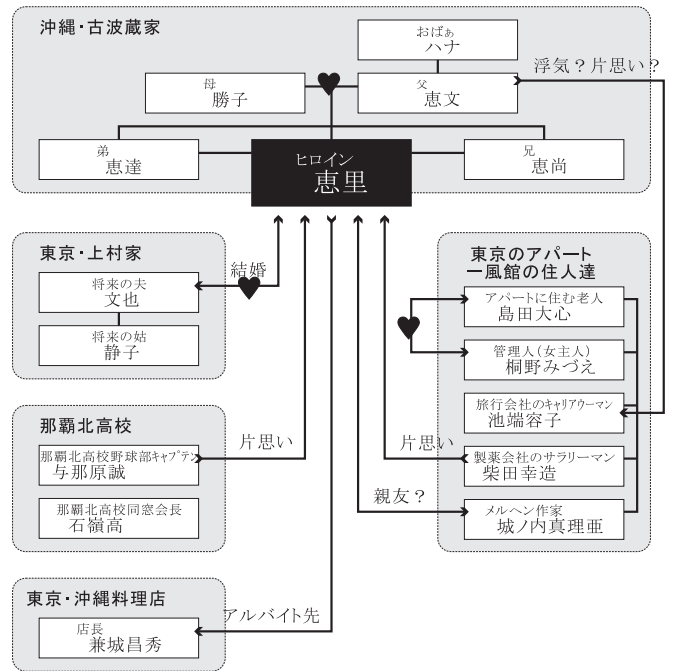 沖縄・古波蔵家
おばぁ
ハナ
母
勝子
父
恵文
浮気？片思い？
弟
恵達
ヒロイン
恵里
兄
恵尚
東京・上村家
将来の夫
文也
将来の姑
静子
結婚
東京のアパート
一風館の住人達
アパートに住む老人
島田大心
管理人(女主人)
桐野みづえ
旅行会社のキャリアウーマン
池端容子
製薬会社のサラリーマン
柴田幸造
メルヘン作家
城ノ内真理亜
那覇北高校
那覇北高校野球部キャプテン
与那原誠
那覇北高校同窓会長
石嶺高
片思い
片思い
親友？
東京・沖縄料理店
店長
兼城昌秀
アルバイト先